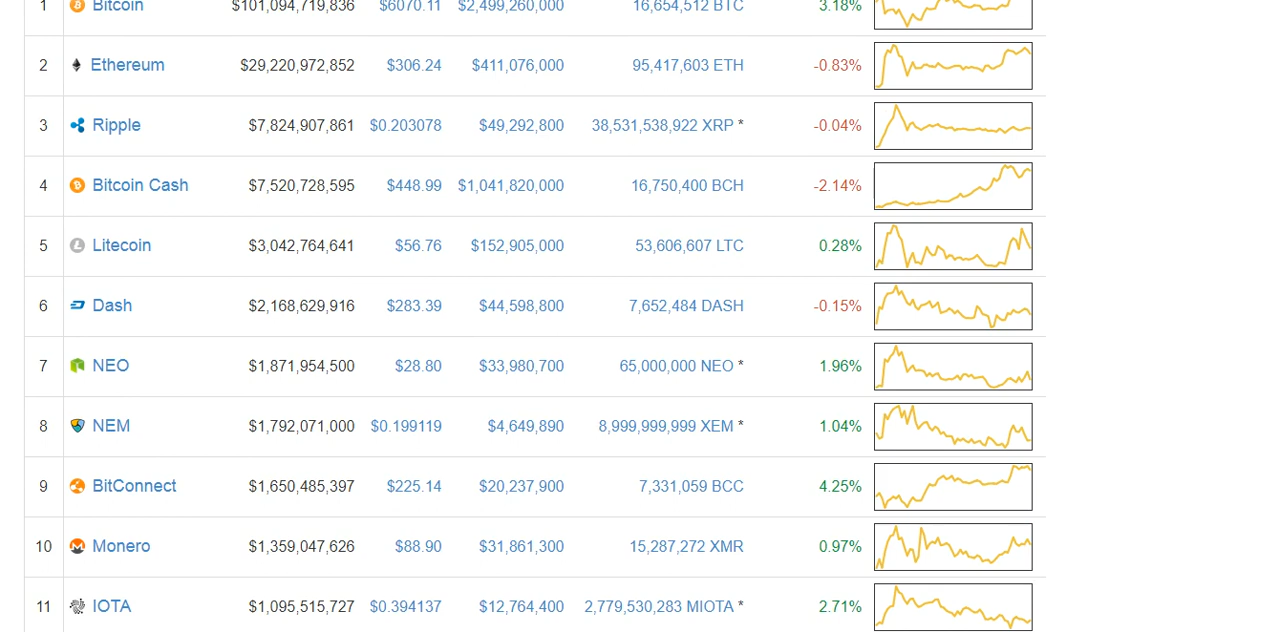 1 Bitcoin $101,094,719,836 $6070.11 $2,499,260,000 16,654,512 BTC 3.18%
2 Ethereum $29,220,972,852 $306.24 $411,076,000 95,417,603 ETH -0.83%
3 Ripple $7,824,907,861 $0.203078 $49,292,800 38,531,538,922 XRP * -0.04%
4 Bitcoin Cash $7,520,728,595 $448.99 $1,041,820,000 16,750,400 BCH -2.14%
5 Litecoin $3,042,764,641 $56.76 $152,905,000 53,606,607 LTC 0.28%
6 Dash $2,168,629,916 $283.39 $44,598,800 7,652,484 DASH -0.15%
7 NEO $1,871,954,500 $28.80 $33,980,700 65,000,000 NEO * 1.96%
8 NEM $1,792,071,000 $0.199119 $4,649,890 8,999,999,999 XEM * 1.04%
9 BitConnect $1,650,485,397 $225.14 $20,237,900 7,331,059 BCC 4.25%
10 Monero $1,359,047,626 $88.90 $31,861,300 15,287,272 XMR 0.97%
11 IOTA $1,095,515,727 $0.394137 $12,764,400 2,779,530,283 MIOTA * 2.71%